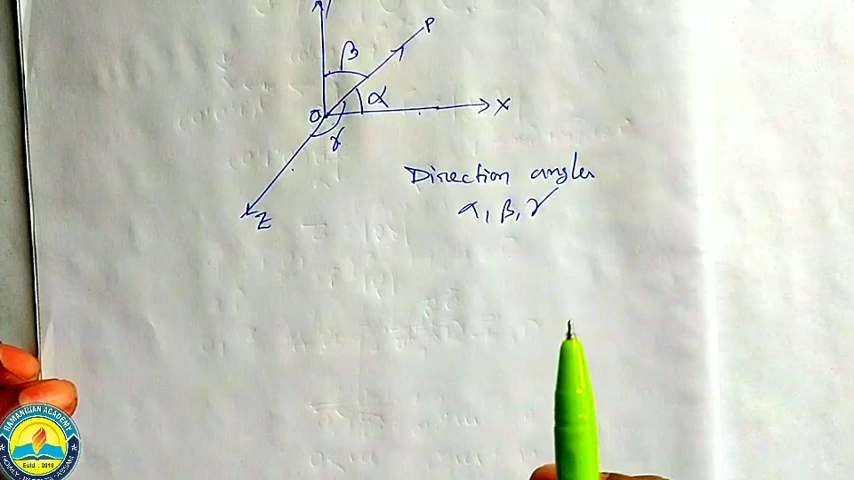 P
β
α
O
X
γ
Z
Direction angles
α, β, γ
RAMANUJAN ACADEMY
Estd : 2018